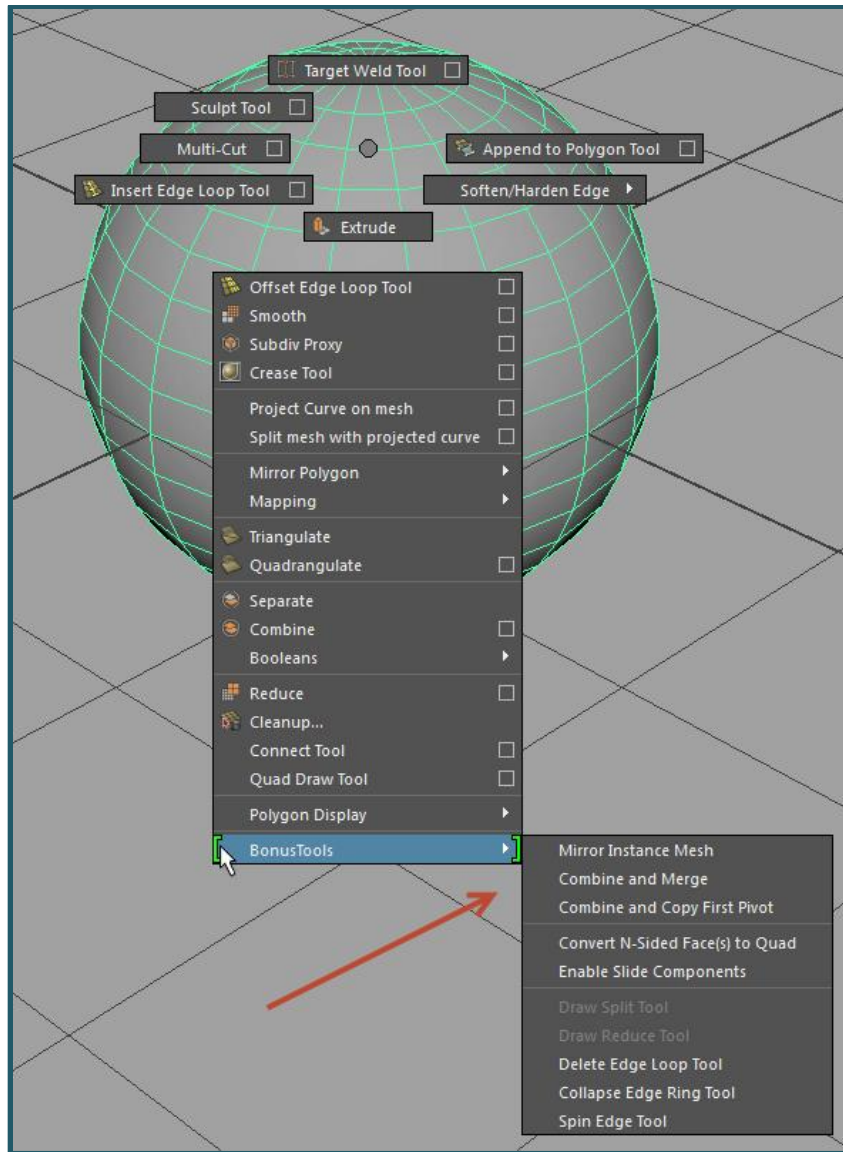 Target Weld Tool
Sculpt Tool
Multi-Cut
Append to Polygon Tool
Insert Edge Loop Tool
Soften/Harden Edge
Extrude
Offset Edge Loop Tool
Smooth
Subdiv Proxy
Crease Tool
Project Curve on mesh
Split mesh with projected curve
Mirror Polygon
Mapping
Triangulate
Quadrangulate
Separate
Combine
Booleans
Reduce
Cleanup...
Connect Tool
Quad Draw Tool
Polygon Display
BonusTools
Mirror Instance Mesh
Combine and Merge
Combine and Copy First Pivot
Convert N-Sided Face(s) to Quad
Enable Slide Components
Draw Split Tool
Draw Reduce Tool
Delete Edge Loop Tool
Collapse Edge Ring Tool
Spin Edge Tool